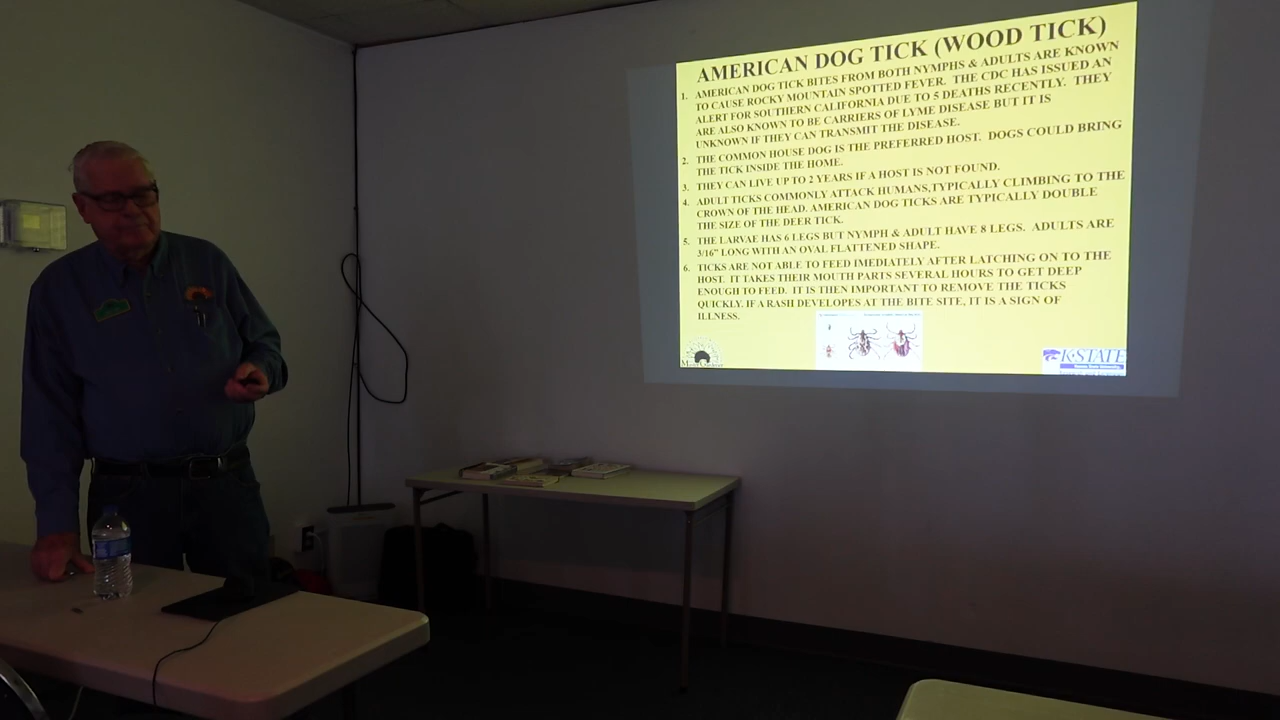 AMERICAN DOG TICK (WOOD TICK)
1. AMERICAN DOG TICK BITES FROM BOTH NYMPHS & ADULTS ARE KNOWN
TO CAUSE ROCKY MOUNTAIN SPOTTED FEVER. THE CDC HAS ISSUED AN
ALERT FOR SOUTHERN CALIFORNIA DUE TO 5 DEATHS RECENTLY. THEY
ARE ALSO KNOWN TO BE CARRIERS OF LYME DISEASE BUT IT IS
UNKNOWN IF THEY CAN TRANSMIT THE DISEASE.
2. THE COMMON HOUSE DOG IS THE PREFERRED HOST. DOGS COULD BRING
THE TICK INSIDE THE HOME.
3. THEY CAN LIVE UP TO 2 YEARS IF A HOST IS NOT FOUND.
4. ADULT TICKS COMMONLY ATTACK HUMANS,TYPICALLY CLIMBING TO THE
CROWN OF THE HEAD. AMERICAN DOG TICKS ARE TYPICALLY DOUBLE
THE SIZE OF THE DEER TICK.
5. THE LARVAE HAS 6 LEGS BUT NYMPH & ADULT HAVE 8 LEGS. ADULTS ARE
3/16" LONG WITH AN OVAL FLATTENED SHAPE.
6. TICKS ARE NOT ABLE TO FEED IMEDIATELY AFTER LATCHING ON TO THE
HOST. IT TAKES THEIR MOUTH PARTS SEVERAL HOURS TO GET DEEP
ENOUGH TO FEED. IT IS THEN IMPORTANT TO REMOVE THE TICKS
QUICKLY. IF A RASH DEVELOPES AT THE BITE SITE, IT IS A SIGN OF
ILLNESS.
Master Gardener
K-STATE
Kansas State University